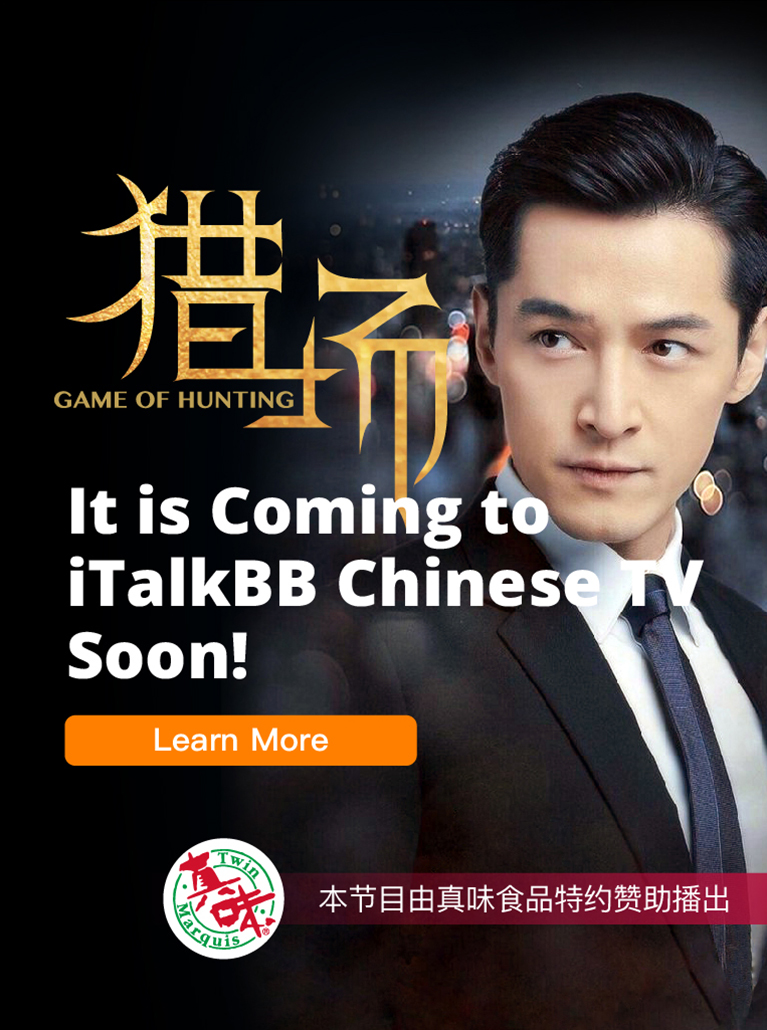 猎场
GAME OF HUNTING
It is Coming to
iTalkBB Chinese TV
Soon!
Learn More
Twin
真味
Marquis
®
本节目由真味食品特约赞助播出